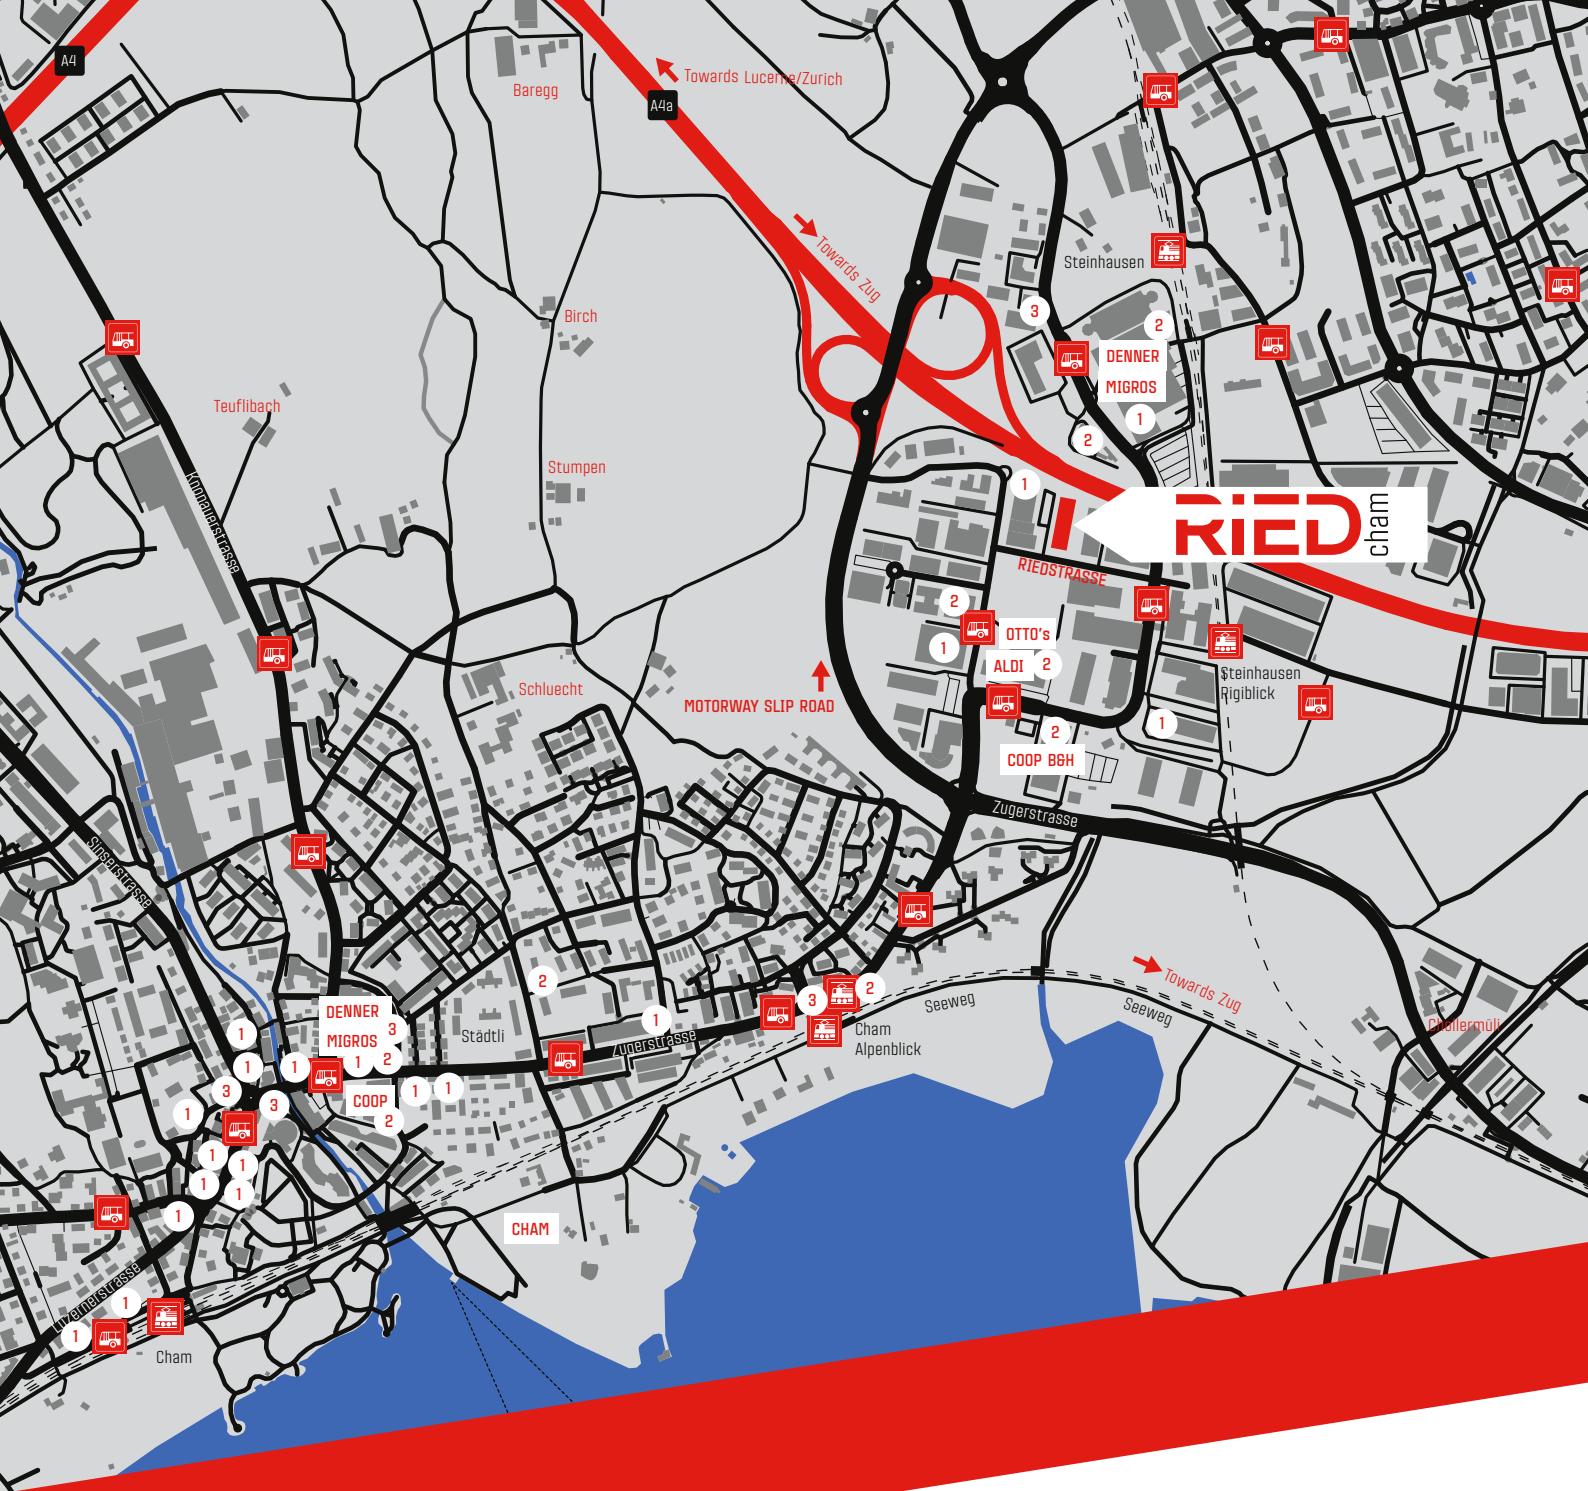 A4
Baregg
Towards Lucerne/Zurich
A4a
Towards Zug
Steinhausen
3
2
DENNER
MIGROS
1
2
Birch
Teuflibach
Stumpen
Knonauerstrasse
1
RiED
cham
RIEDSTRASSE
2
OTTO's
1
ALDI
2
Steinhausen
Rigiblick
Schluecht
MOTORWAY SLIP ROAD
1
2
COOP B&H
Zugerstrasse
Sinserstrasse
2
3
2
Towards Zug
Seeweg
Seeweg
DENNER
3
MIGROS
1
2
Städtli
1
Zugerstrasse
Cham
Alpenblick
Chollermüli
1
1
1
3
3
1
COOP
1
1
2
1
1
1
1
1
CHAM
Luzernerstrasse
1
1
Cham